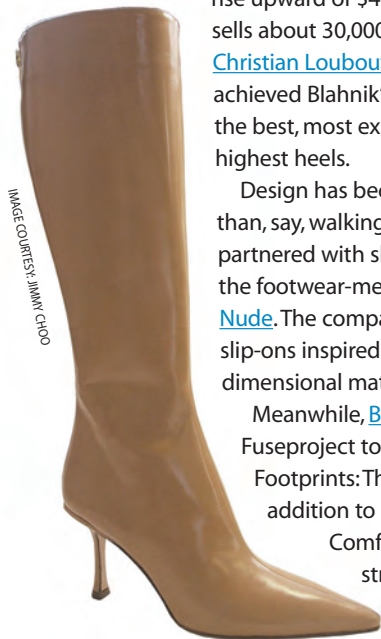 rise upward of $4
sells about 30,000
Christian Loubout
achieved Blahnik's
the best, most ex
highest heels.
Design has bee
than, say, walking
partnered with sl
the footwear-me
Nude. The compa
slip-ons inspired
dimensional mat
Meanwhile, B
Fuseproject to
Footprints: Th
addition to
Comf
str
IMAGE COURTESY: JIMMY CHOO